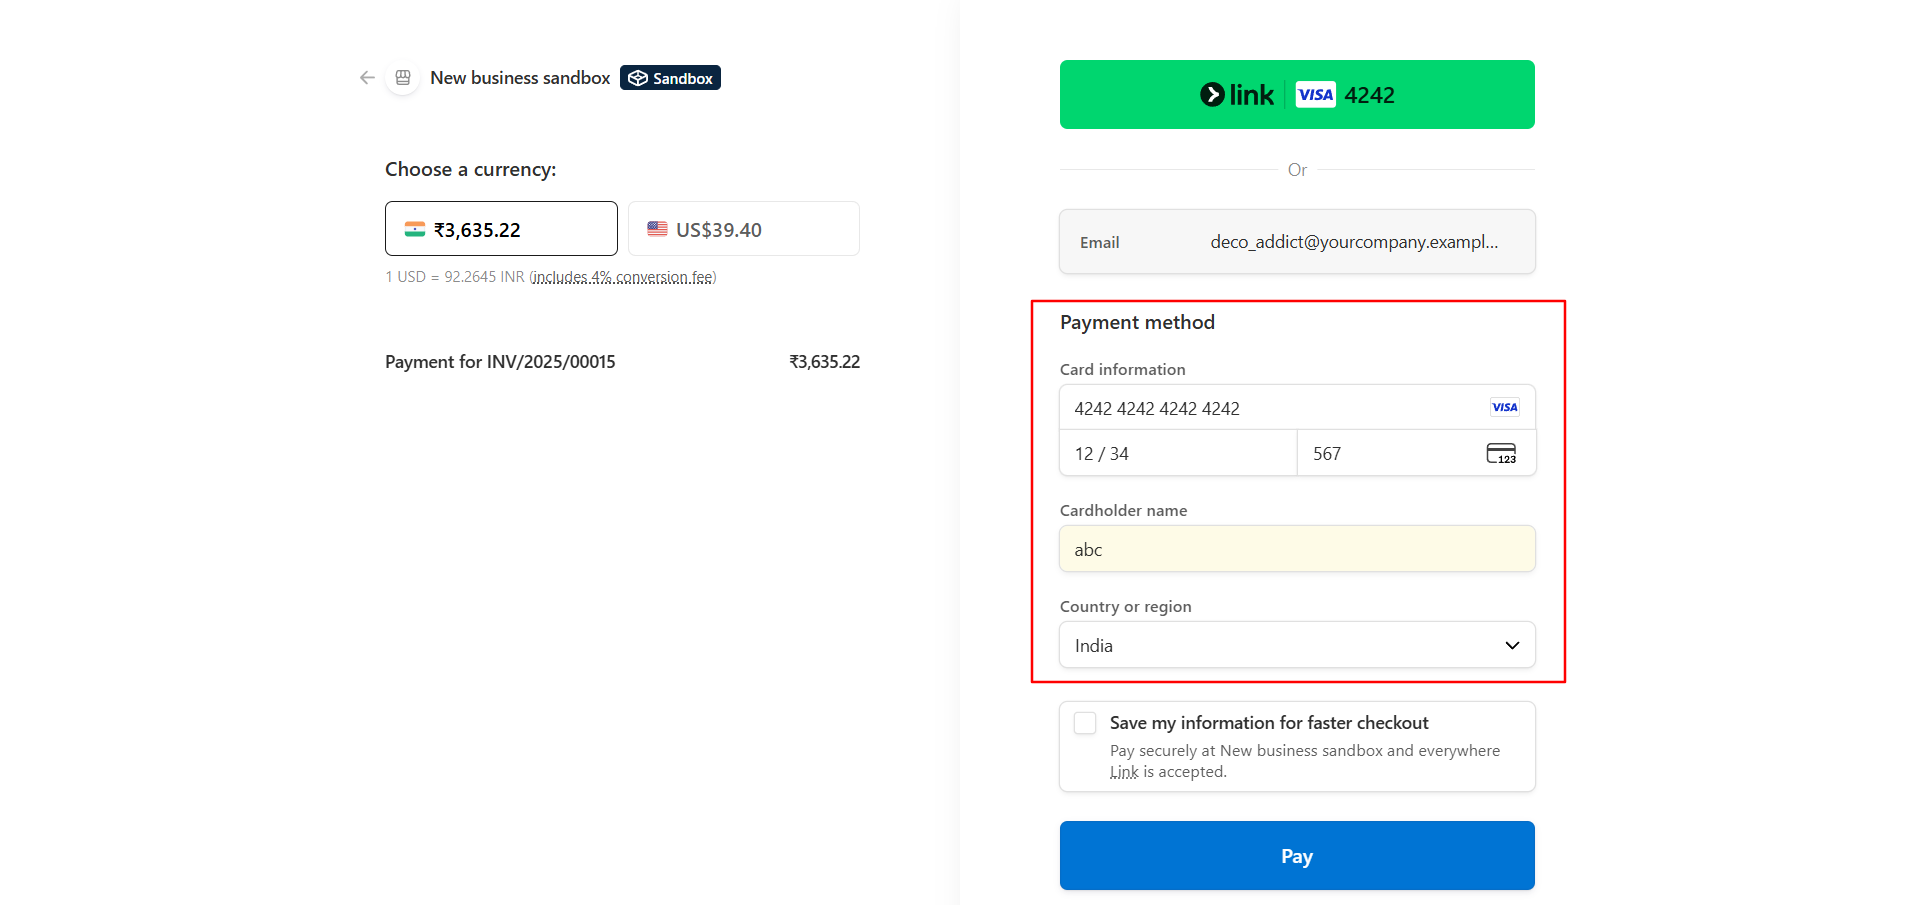 New business sandbox Sandbox
Choose a currency:
₹3,635.22 US$39.40
1 USD = 92.2645 INR (includes 4% conversion fee)
Payment for INV/2025/00015 ₹3,635.22
link VISA 4242
Or
Email deco_addict@yourcompany.exampl...
Payment method
Card information
4242 4242 4242 4242 VISA
12 / 34 567 123
Cardholder name
abc
Country or region
India
Save my information for faster checkout
Pay securely at New business sandbox and everywhere
Link is accepted.
Pay